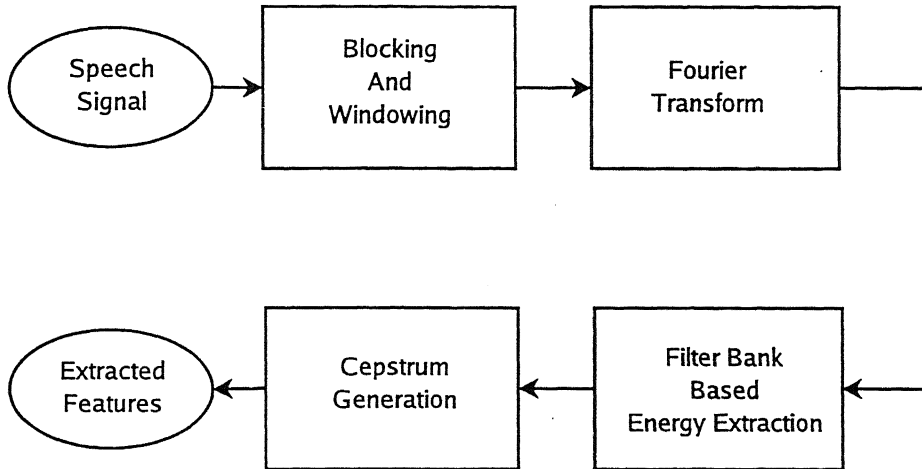 Speech
Signal
Blocking
And
Windowing
Fourier
Transform
Extracted
Features
Cepstrum
Generation
Filter Bank
Based
Energy Extraction